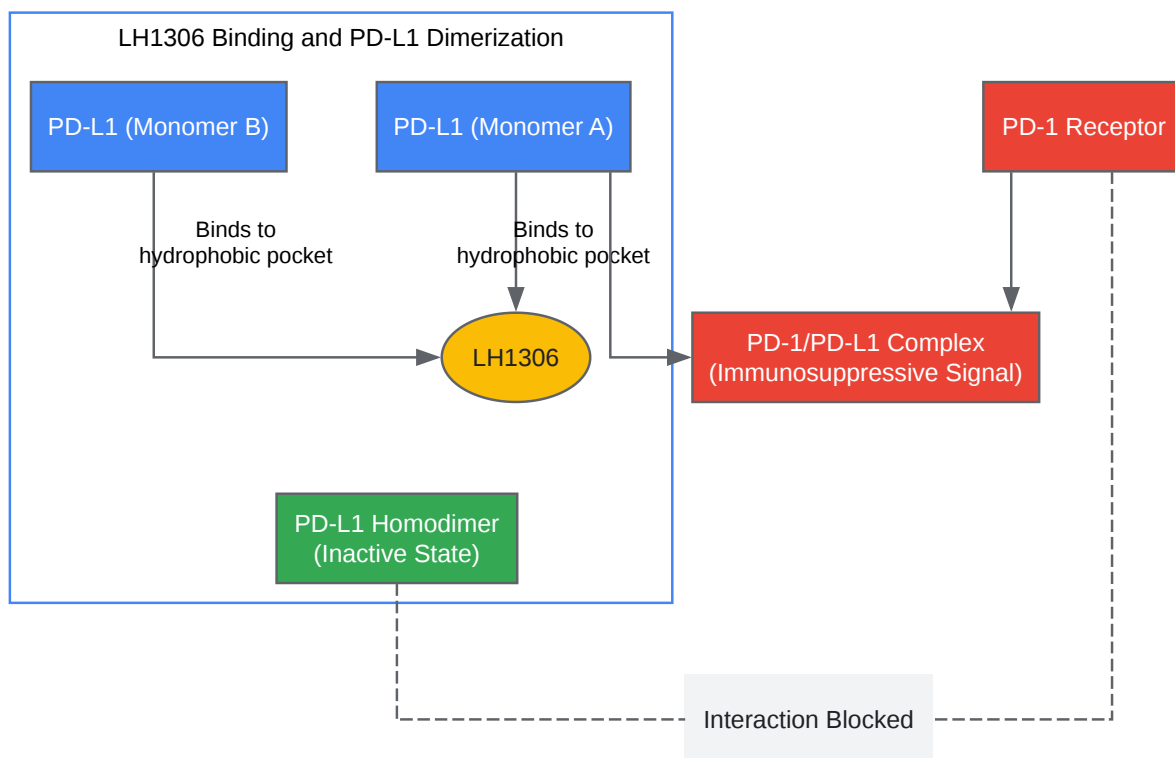 LH1306 Binding and PD-L1 Dimerization
PD-L1 (Monomer B)
PD-L1 (Monomer A)
PD-1 Receptor
Binds to
hydrophobic pocket
Binds to
hydrophobic pocket
LH1306
PD-1/PD-L1 Complex
(Immunosuppressive Signal)
PD-L1 Homodimer
(Inactive State)
Interaction Blocked